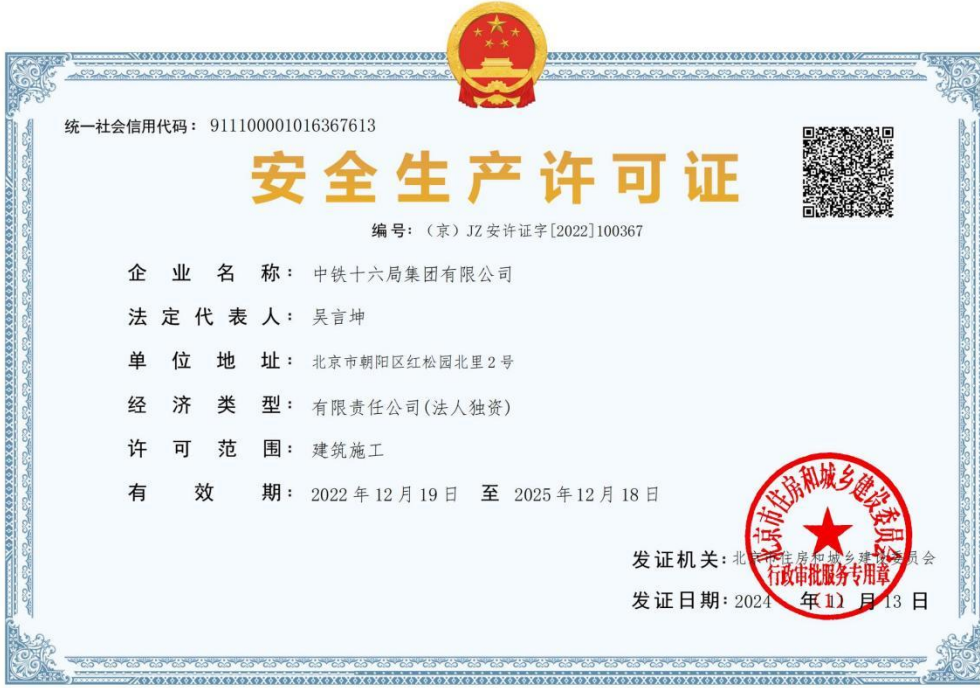 统一社会信用代码：911100001016367613
安全生产许可证
编号：（京）JZ安许证字[2022]100367
企业名称：中铁十六局集团有限公司
法定代表人：吴言坤
单位地址：北京市朝阳区红松园北里2号
经济类型：有限责任公司(法人独资)
许可范围：建筑施工
有效期：2022年12月19日 至 2025年12月18日
发证机关：北京市住房和城乡建设委员会
发证日期：2024年11月13日
北京市住房和城乡建设委员会
行政审批服务专用章
(1)